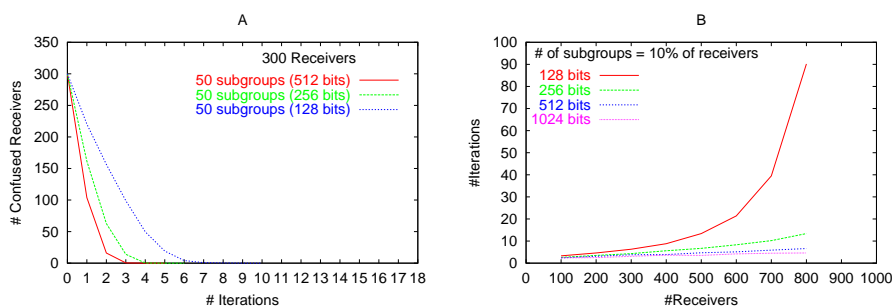 A
350
300
250
200
150
100
50
0
0 1 2 3 4 5 6 7 8 9 10 11 12 13 14 15 16 17 18
# Confused Receivers
# Iterations
300 Receivers
50 subgroups (512 bits)
50 subgroups (256 bits)
50 subgroups (128 bits)
B
100
90
80
70
60
50
40
30
20
10
0
0 100 200 300 400 500 600 700 800 900 1000
#Iterations
#Receivers
# of subgroups = 10% of receivers
128 bits
256 bits
512 bits
1024 bits